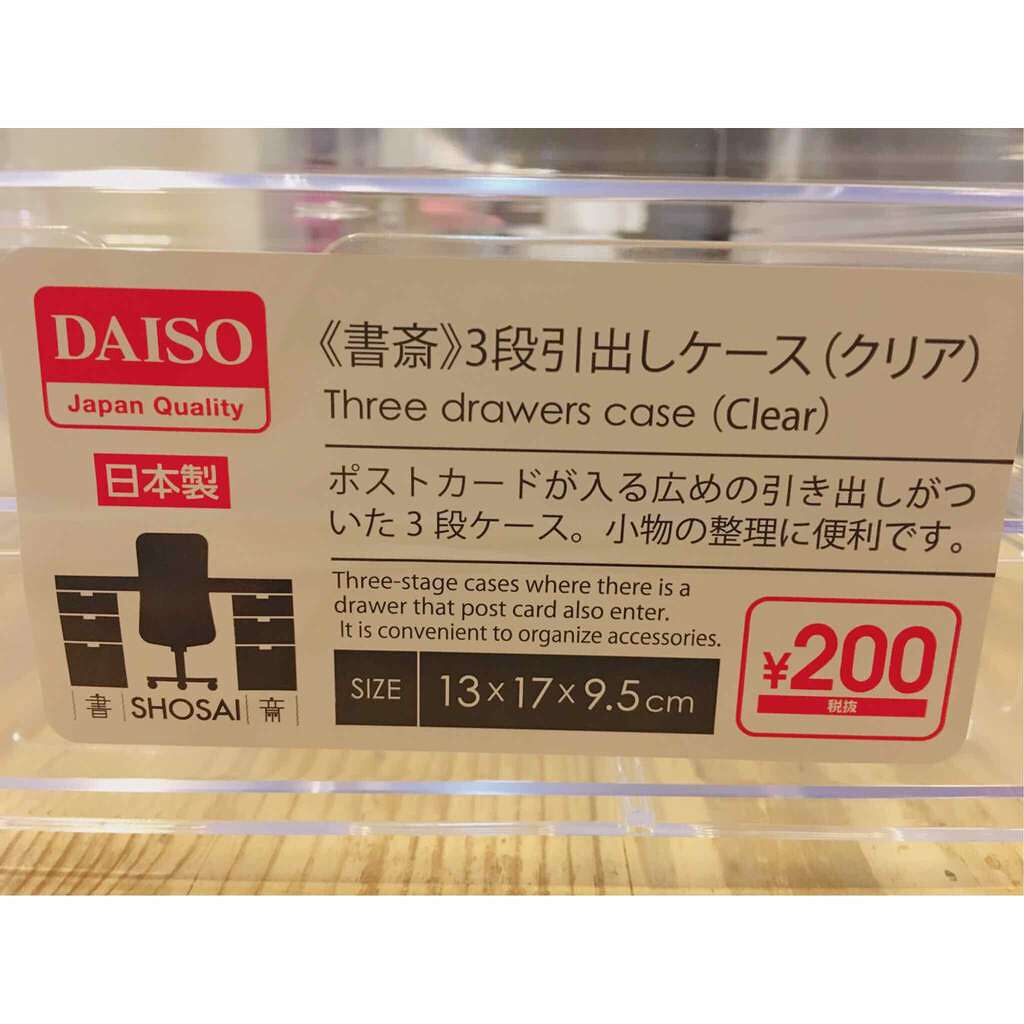 DAISO
Japan Quality
日本製
書 SHOSAI 斎
《書斎》3段引出しケース(クリア)
Three drawers case (Clear)
ポストカードが入る広めの引き出しがつ
いた3段ケース。小物の整理に便利です。
Three-stage cases where there is a
drawer that post card also enter.
It is convenient to organize accessories.
SIZE 13×17×9.5cm
¥200
税抜